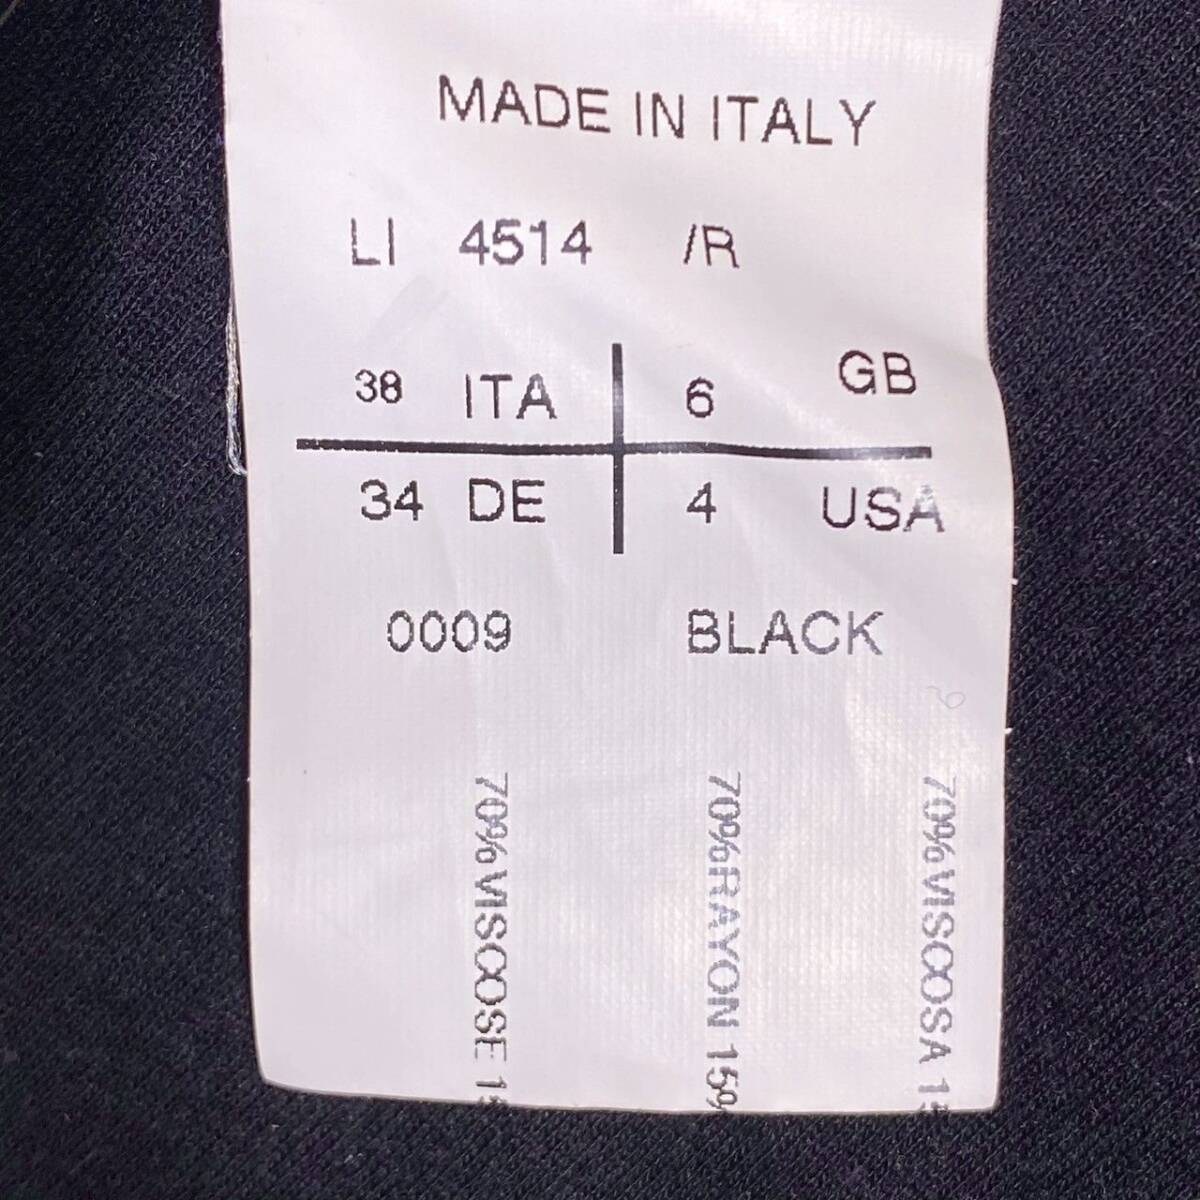 MADE IN ITALY
LI 4514 /R
38 ITA 6 GB
34 DE 4 USA
0009 BLACK
70% VISCOSE
70% RAYON 15%
70% VISCOSA